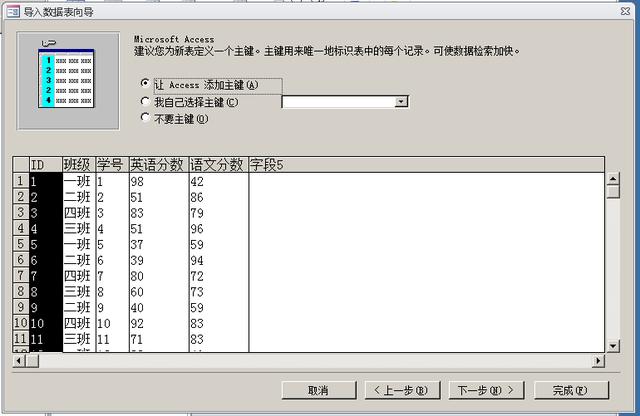 导入数据表向导
Microsoft Access
建议您为新表定义一个主键。主键用来唯一地标识表中的每个记录。可使数据检索加快。
1 xxx xxx xxx
2 xxx xxx xxx
3 xxx xxx xxx
2 xxx xxx xxx
4 xxx xxx xxx
让 Access 添加主键(A)
我自己选择主键(C)
不要主键(O)
ID 班级 学号 英语分数 语文分数 字段5
1 1 一班 1 98 42
2 2 二班 2 51 86
3 3 四班 3 83 79
4 4 三班 4 51 96
5 5 一班 5 37 59
6 6 二班 6 39 94
7 7 四班 7 80 72
8 8 三班 8 60 73
9 9 二班 9 40 59
10 10 四班 10 92 83
11 11 三班 11 71 83
取消
< 上一步(B)
下一步(N) >
完成(F)